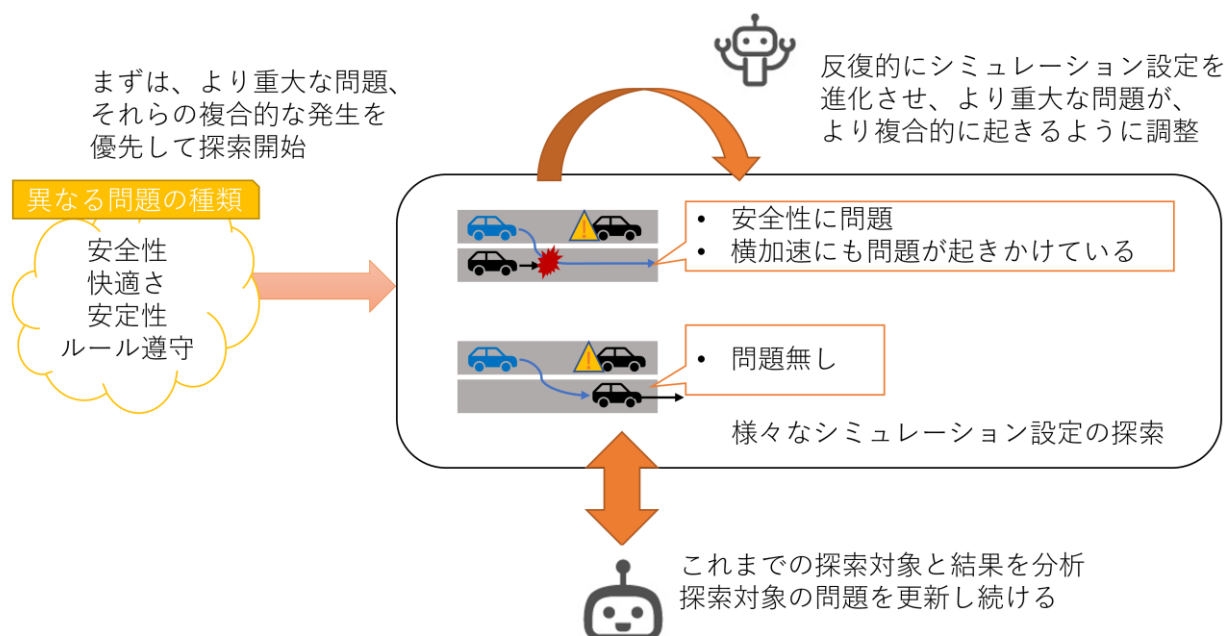 まずは、より重大な問題、
それらの複合的な発生を
優先して探索開始
異なる問題の種類
安全性
快適さ
安定性
ルール遵守
反復的にシミュレーション設定を
進化させ、より重大な問題が、
より複合的に起きるように調整
• 安全性に問題
• 横加速にも問題が起きかけている
• 問題無し
様々なシミュレーション設定の探索
これまでの探索対象と結果を分析
探索対象の問題を更新し続ける